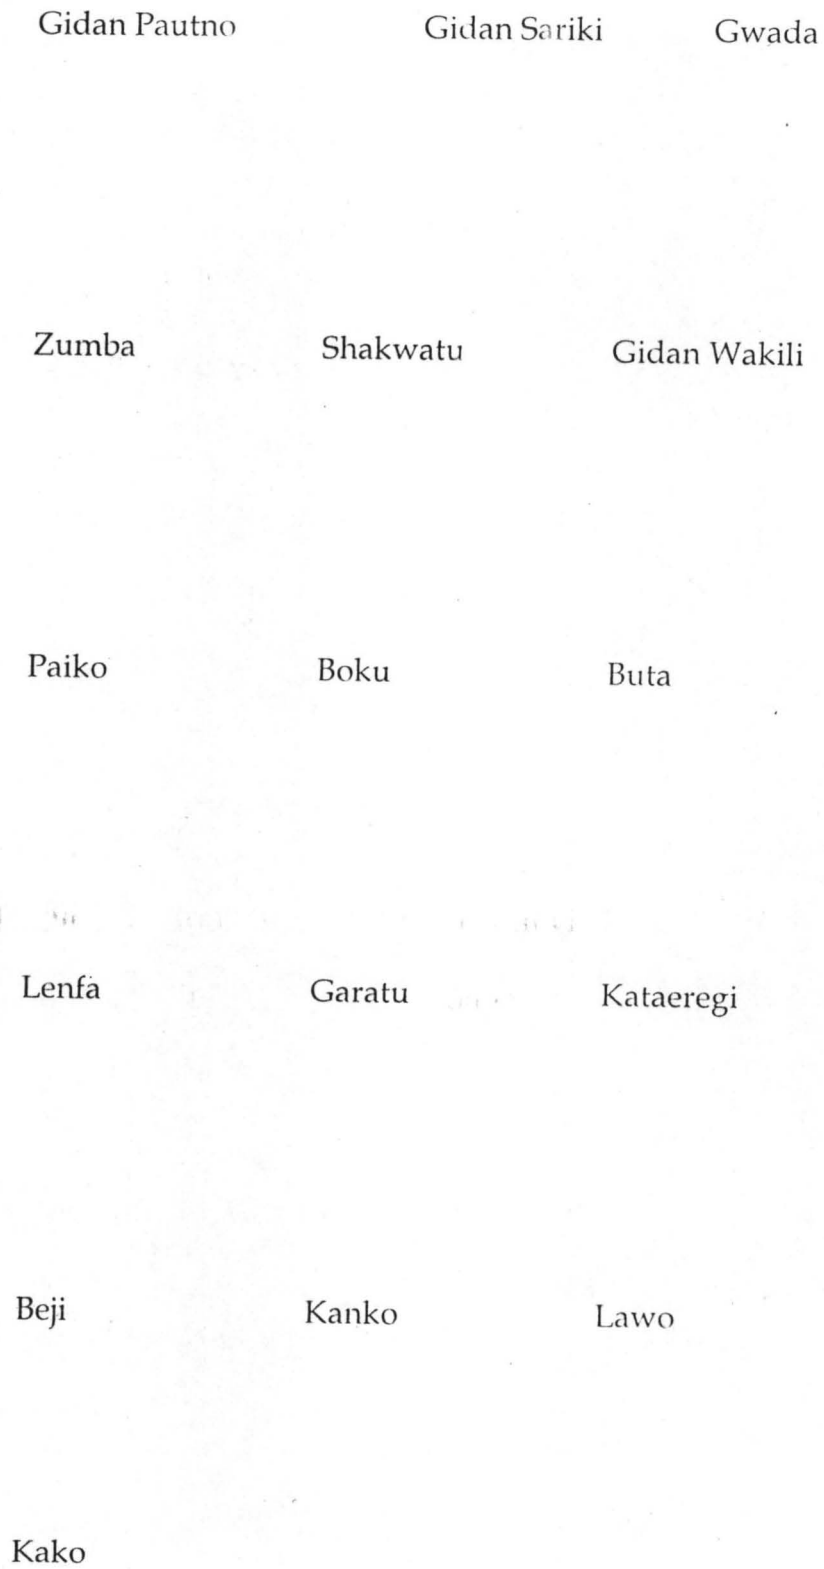 Gidan Pautno Gidan Sariki Gwada
Zumba Shakwatu Gidan Wakili
Paiko Boku Buta
Lenfa Garatu Kataeregi
Beji Kanko Lawo
Kako